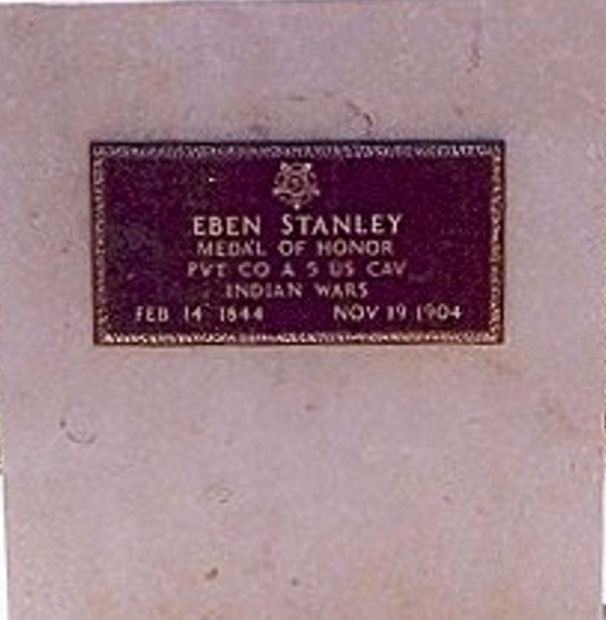 EBEN STANLEY
MEDAL OF HONOR
PVT CO A 5 US CAV
INDIAN WARS
FEB 14 1844 NOV 19 1904